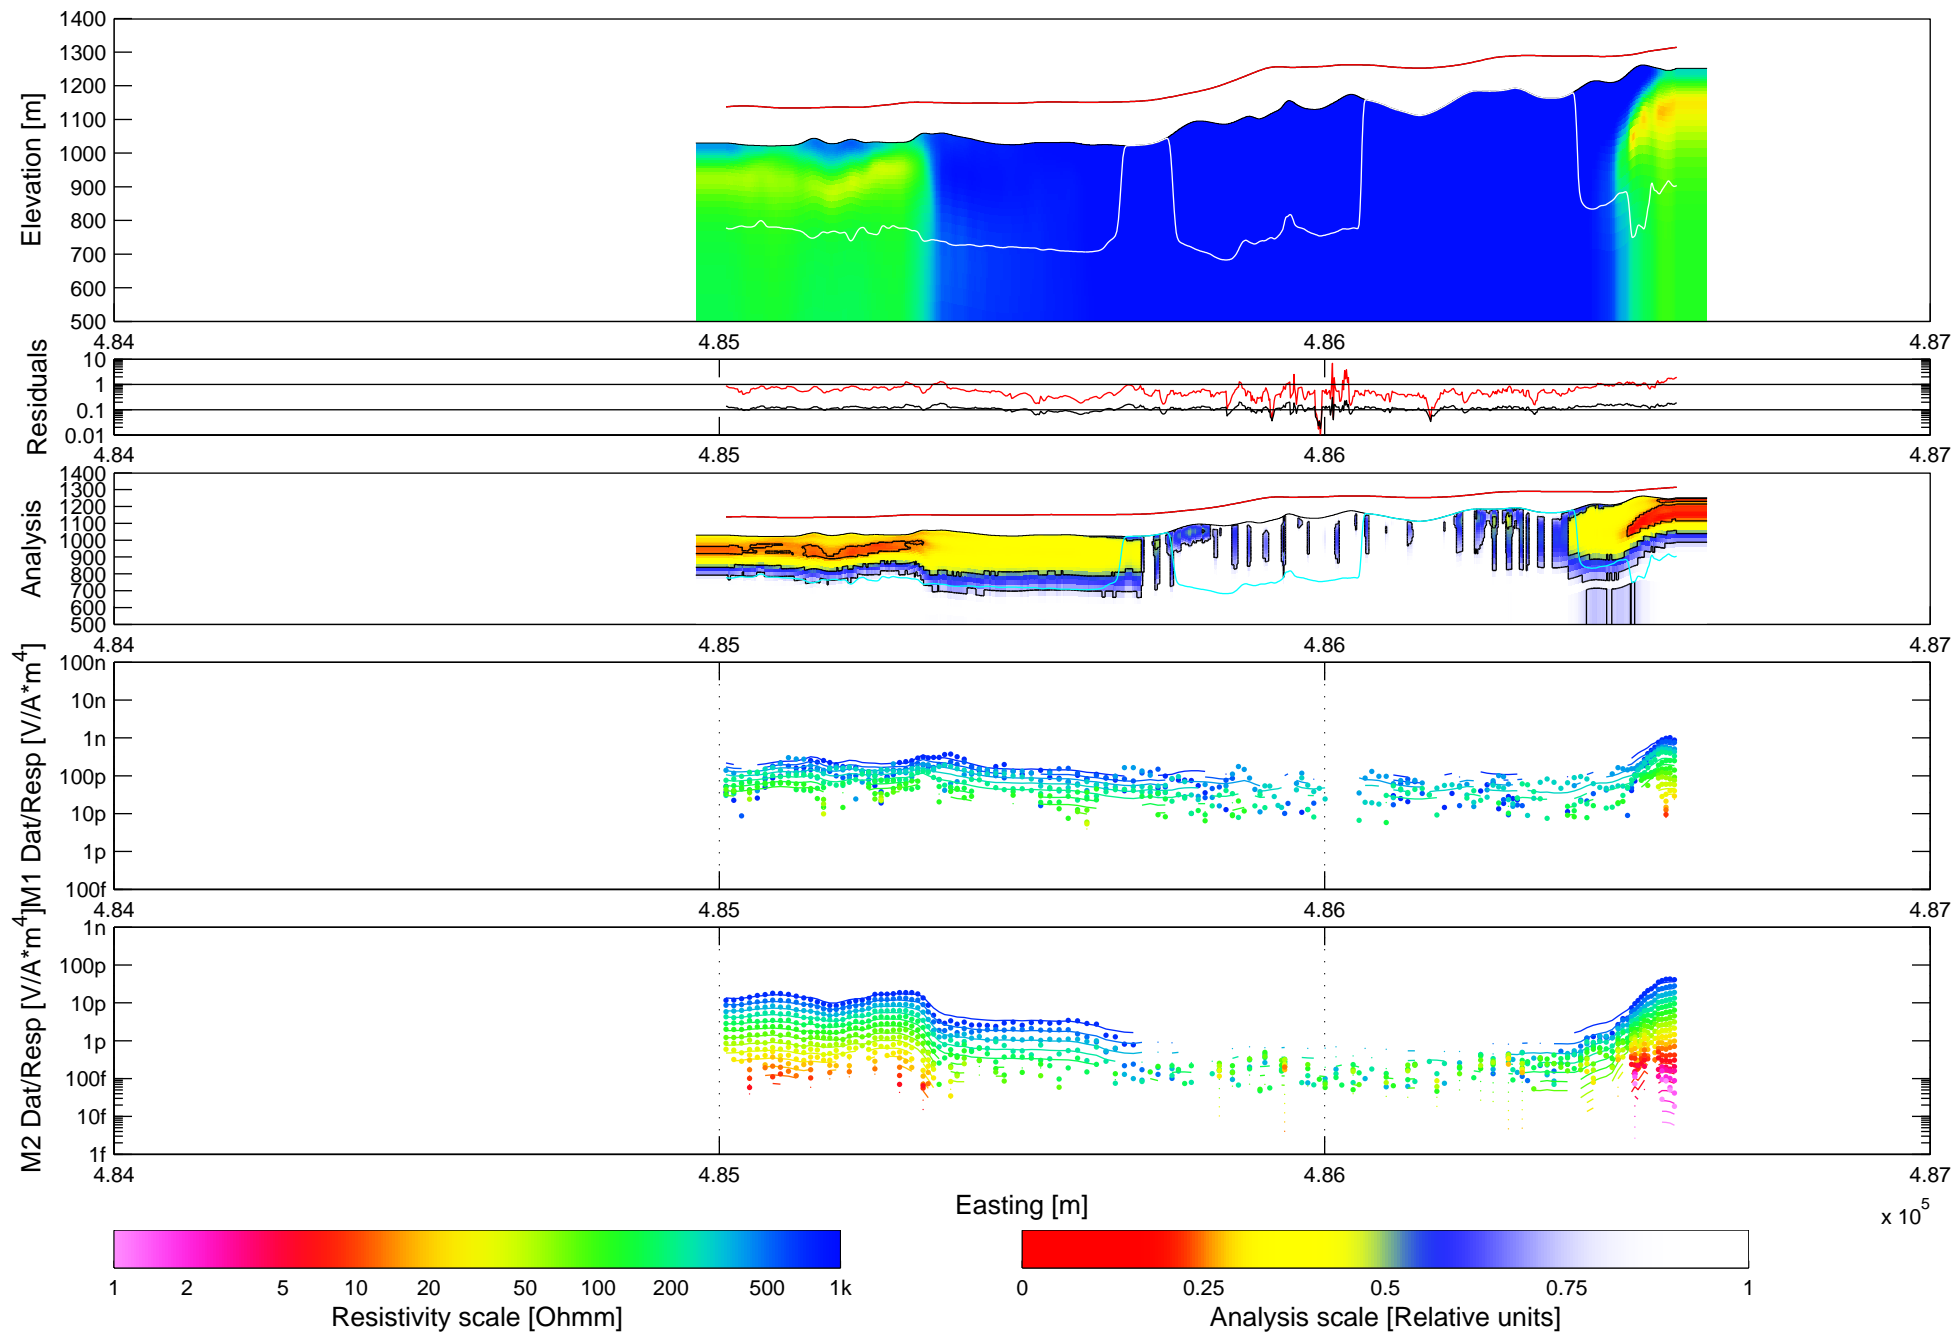 1400
1300
1200
1100
1000
900
800
700
600
500
Elevation [m]
4.84 4.85 4.86 4.87
10
1
0.1
0.01
Residuals
4.84 4.85 4.86 4.87
1400
1300
1200
1100
1000
900
800
700
600
500
Analysis
4.84 4.85 4.86 4.87
100n
10n
1n
100p
10p
1p
100f
M1 Dat/Resp [V/A*m^4]
4.84 4.85 4.86 4.87
1n
100p
10p
1p
100f
10f
1f
M2 Dat/Resp [V/A*m^4]
4.84 4.85 4.86 4.87
Easting [m]
x 10^5
1 2 5 10 20 50 100 200 500 1k
Resistivity scale [Ohmm]
0 0.25 0.5 0.75 1
Analysis scale [Relative units]